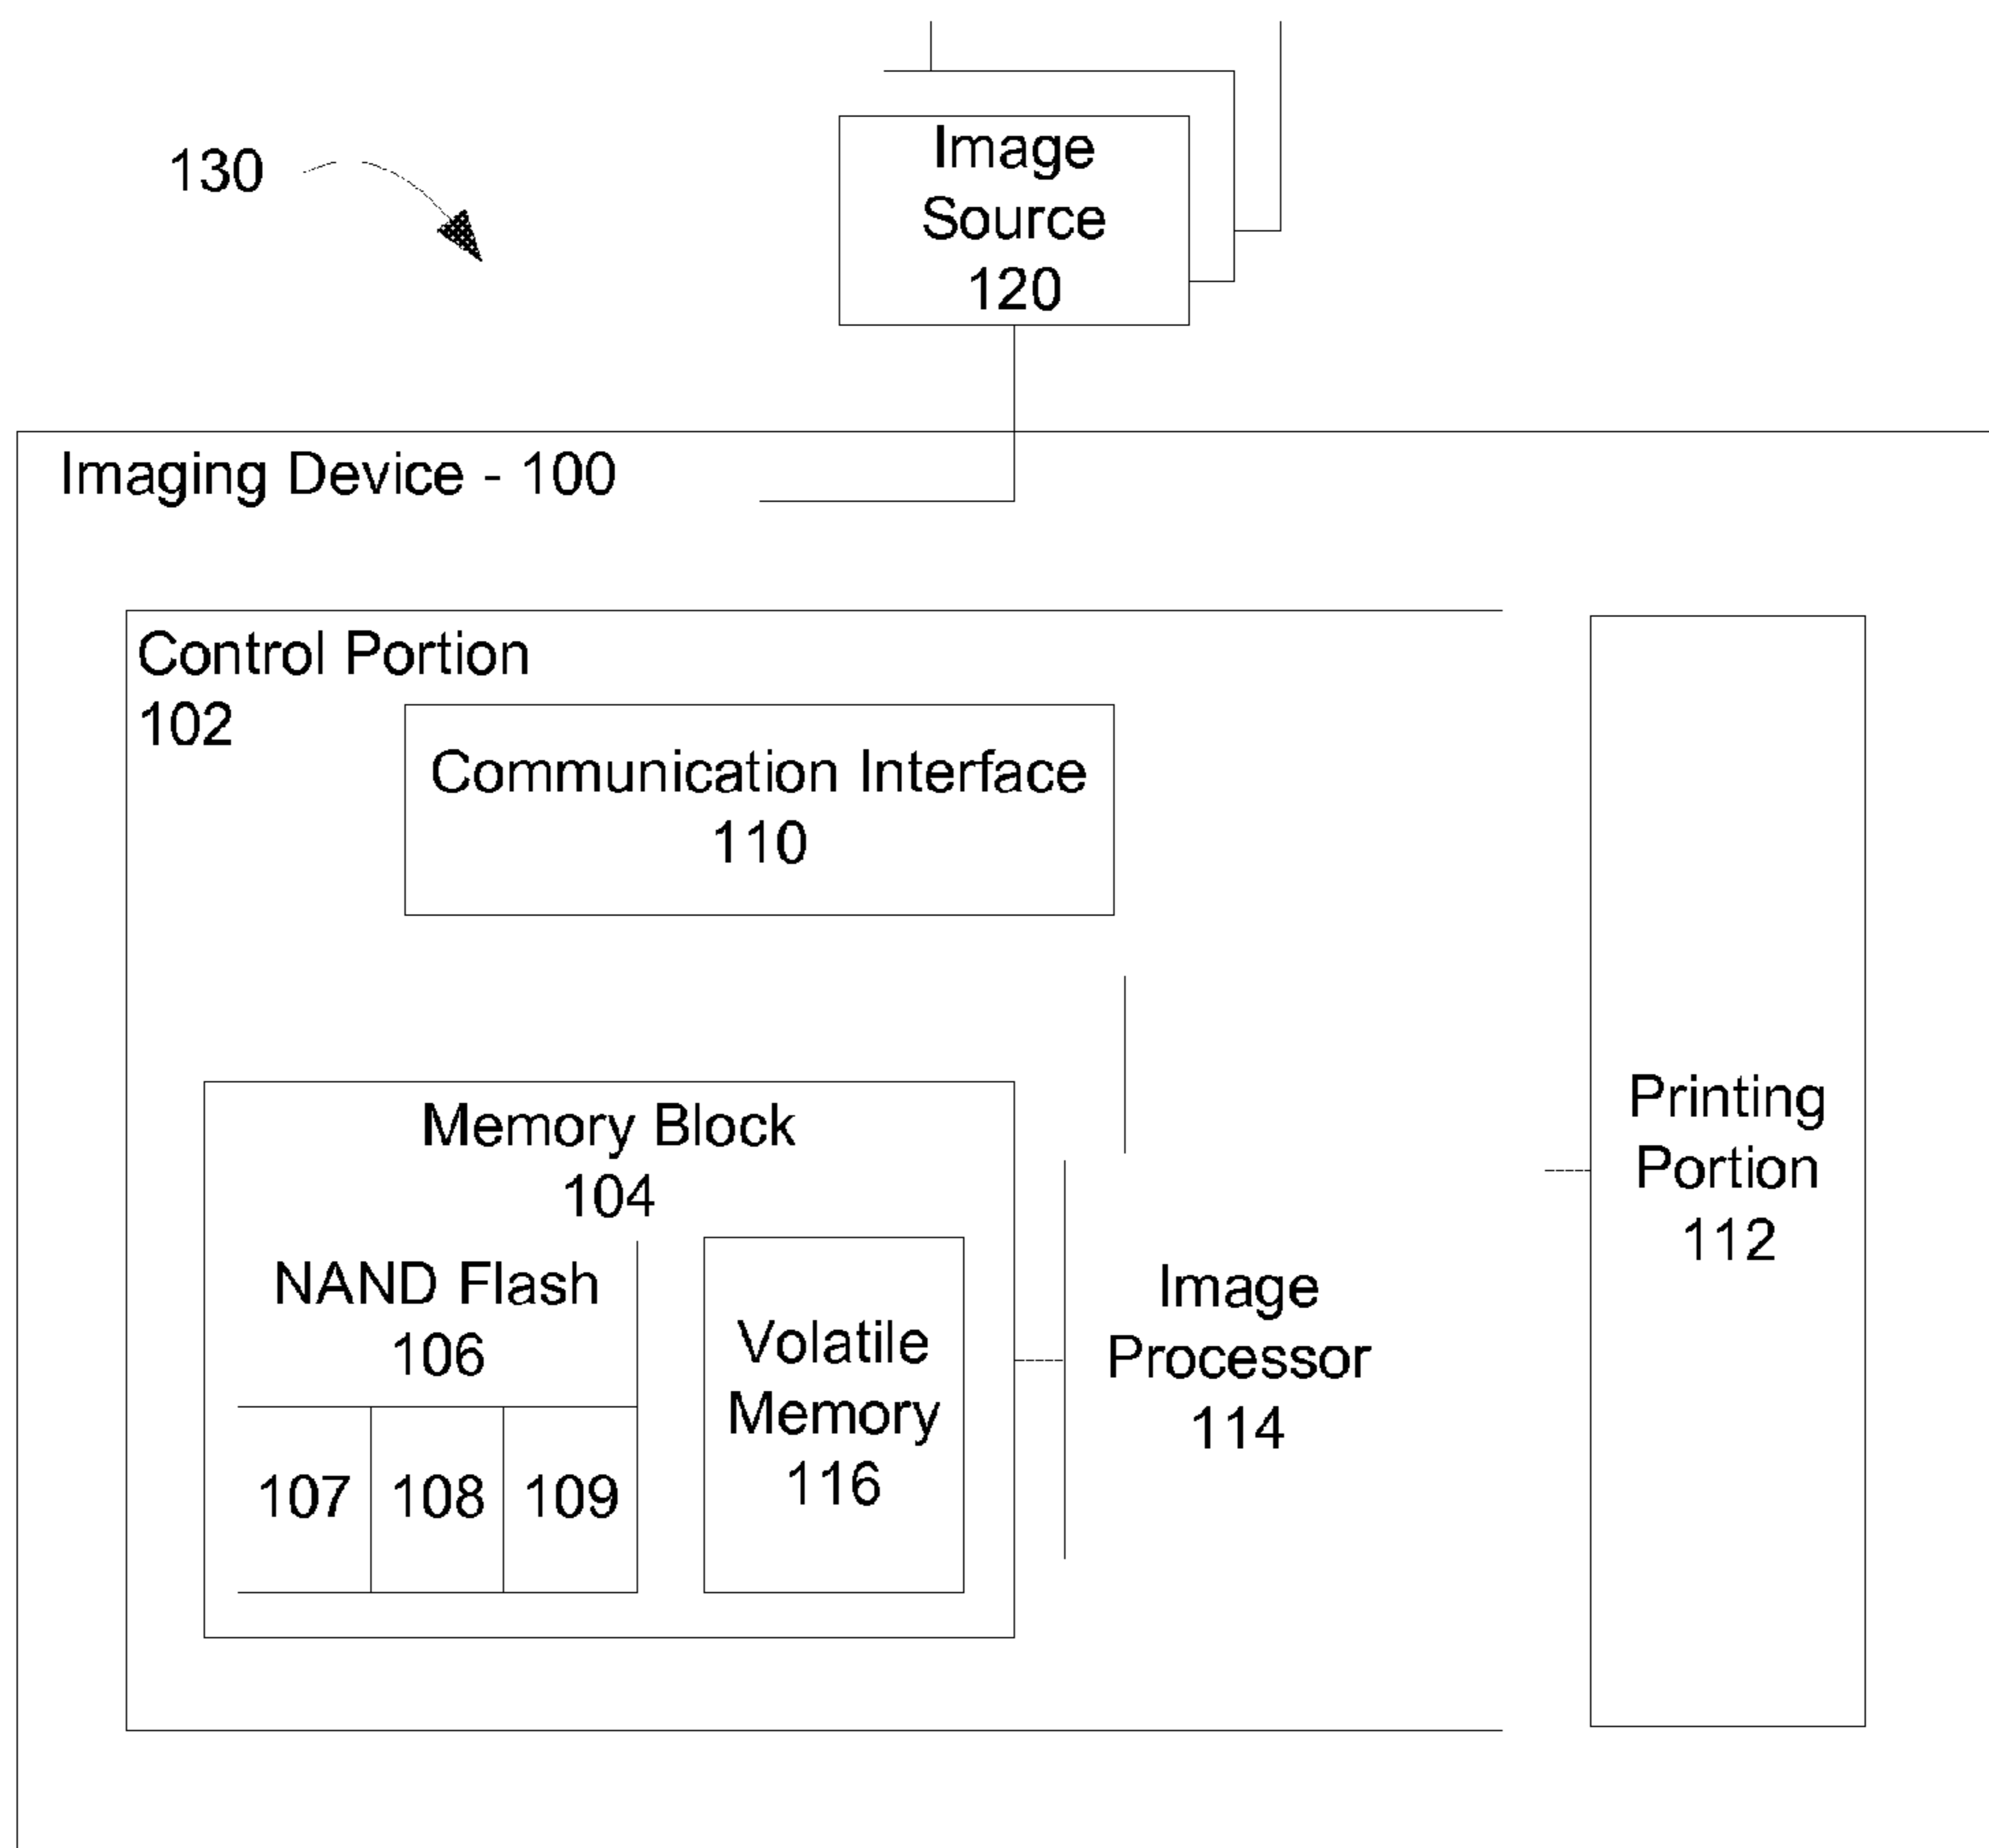 130
Image
Source
120
Imaging Device - 100
Control Portion
102
Communication Interface
110
Memory Block
104
NAND Flash
106
107 108 109
Volatile
Memory
116
Image
Processor
114
Printing
Portion
112